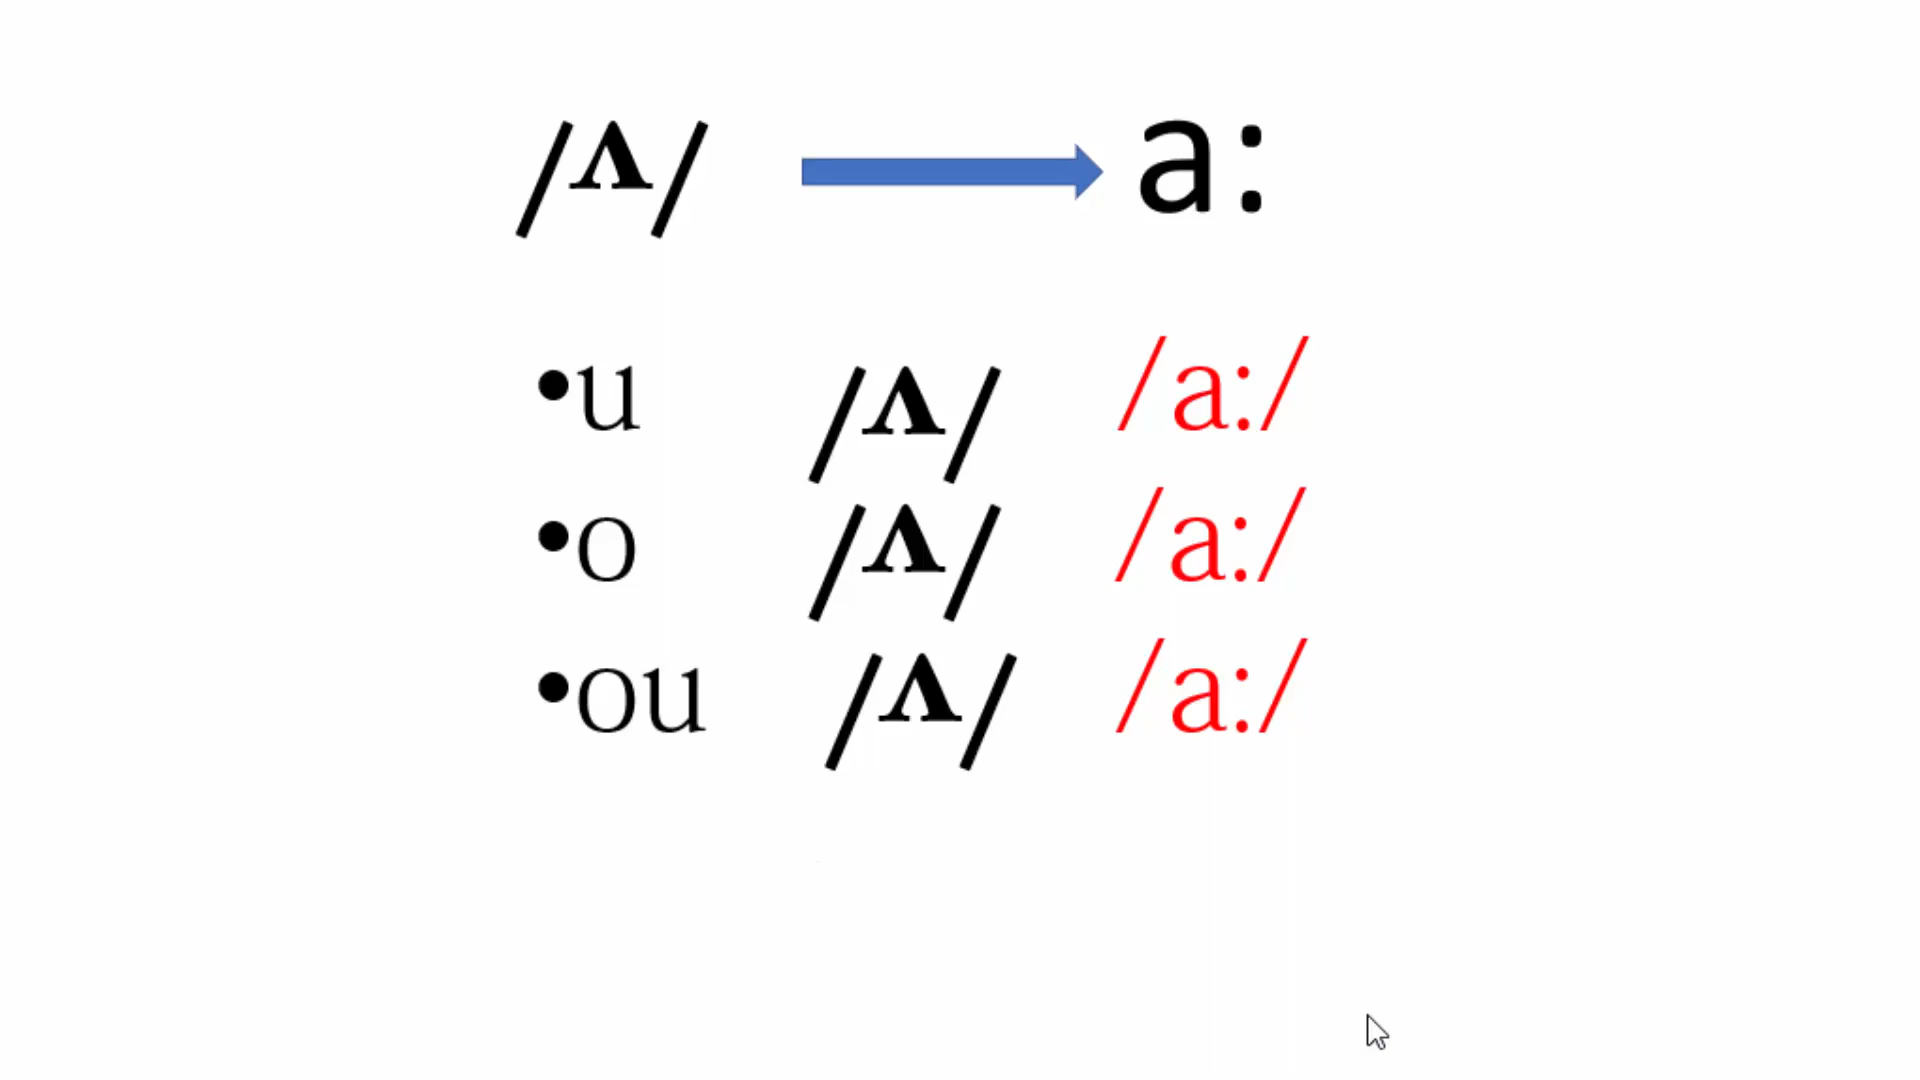 /ʌ/ a:
•u /ʌ/ /a:/
•o /ʌ/ /a:/
•ou /ʌ/ /a:/